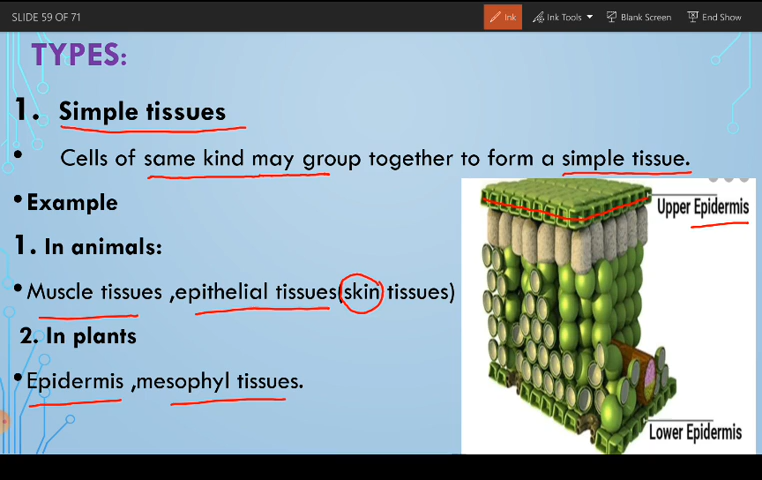 SLIDE 59 OF 71
Ink
Ink Tools
Blank Screen
End Show
TYPES:
1. Simple tissues
• Cells of same kind may group together to form a simple tissue.
• Example
Upper Epidermis
1. In animals:
• Muscle tissues ,epithelial tissues(skin tissues)
2. In plants
• Epidermis ,mesophyl tissues.
Lower Epidermis